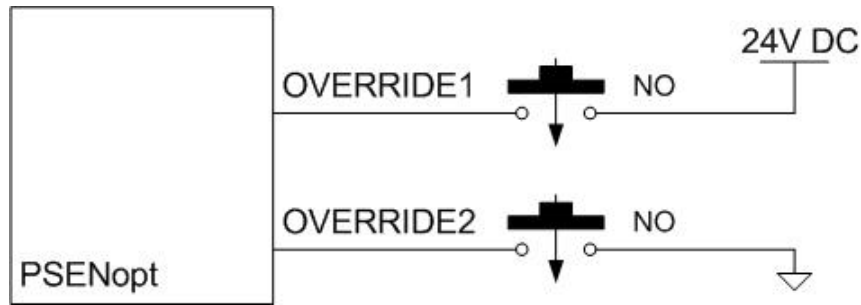 24V DC
OVERRIDE1
NO
OVERRIDE2
NO
PSENopt